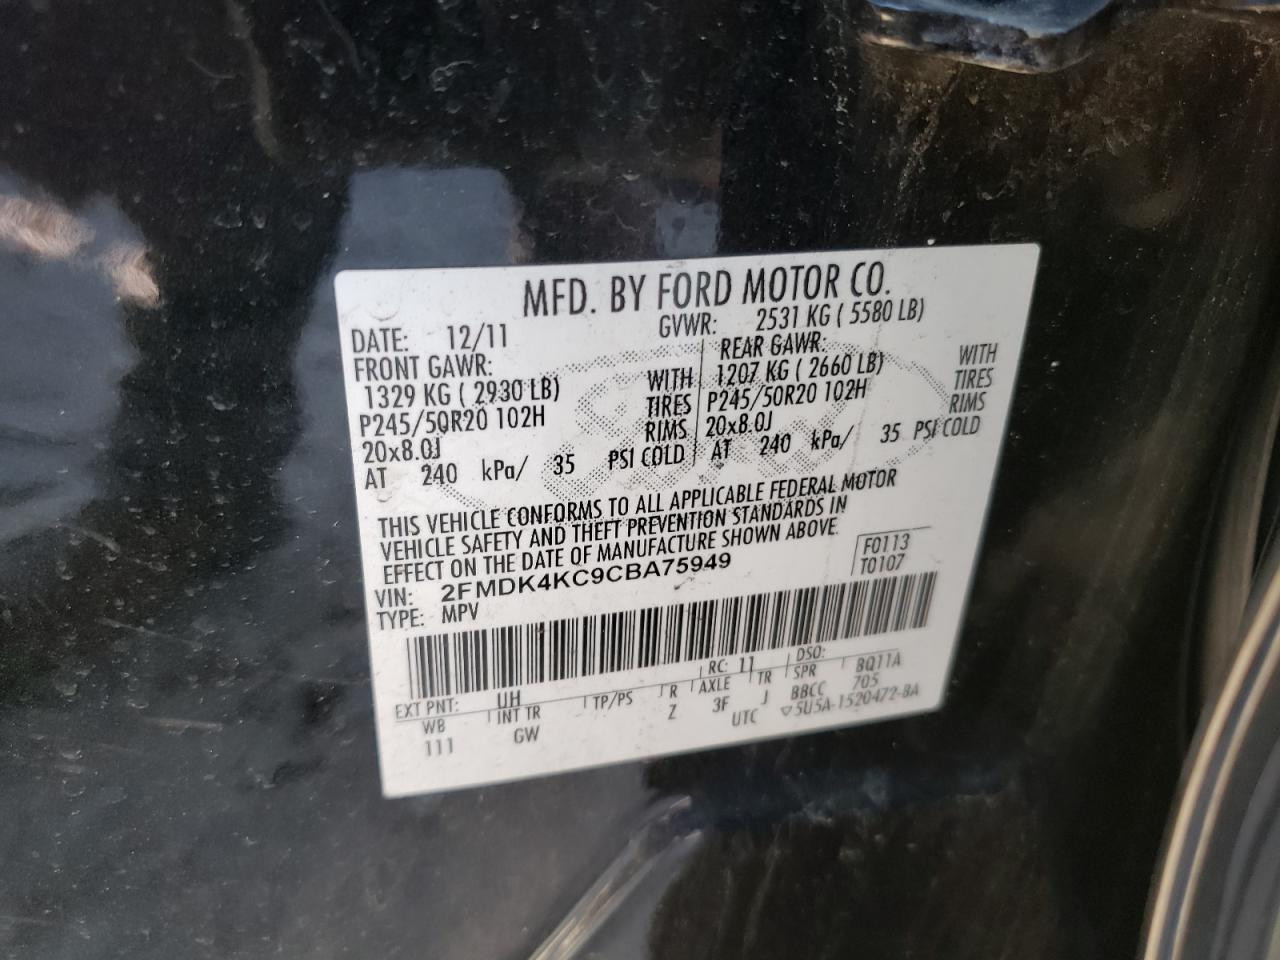 MFD. BY FORD MOTOR CO.
DATE: 12/11 GVWR: 2531 KG ( 5580 LB)
FRONT GAWR: REAR GAWR:
1329 KG ( 2930 LB) WITH 1207 KG ( 2660 LB) WITH
P245/50R20 102H TIRES P245/50R20 102H TIRES
20x8.0J RIMS 20x8.0J RIMS
AT 240 kPa/ 35 PSI COLD AT 240 kPa/ 35 PSI COLD
THIS VEHICLE CONFORMS TO ALL APPLICABLE FEDERAL MOTOR
VEHICLE SAFETY AND THEFT PREVENTION STANDARDS IN
EFFECT ON THE DATE OF MANUFACTURE SHOWN ABOVE.
VIN: 2FMDK4KC9CBA75949 F0113
TYPE: MPV T0107
EXT PNT: UH RC: 11 DSO:
WB INT TR TP/PS R AXLE TR SPR BQ11A
111 GW Z 3F J BBCC 705
UTC ▽5U5A-1520472-BA